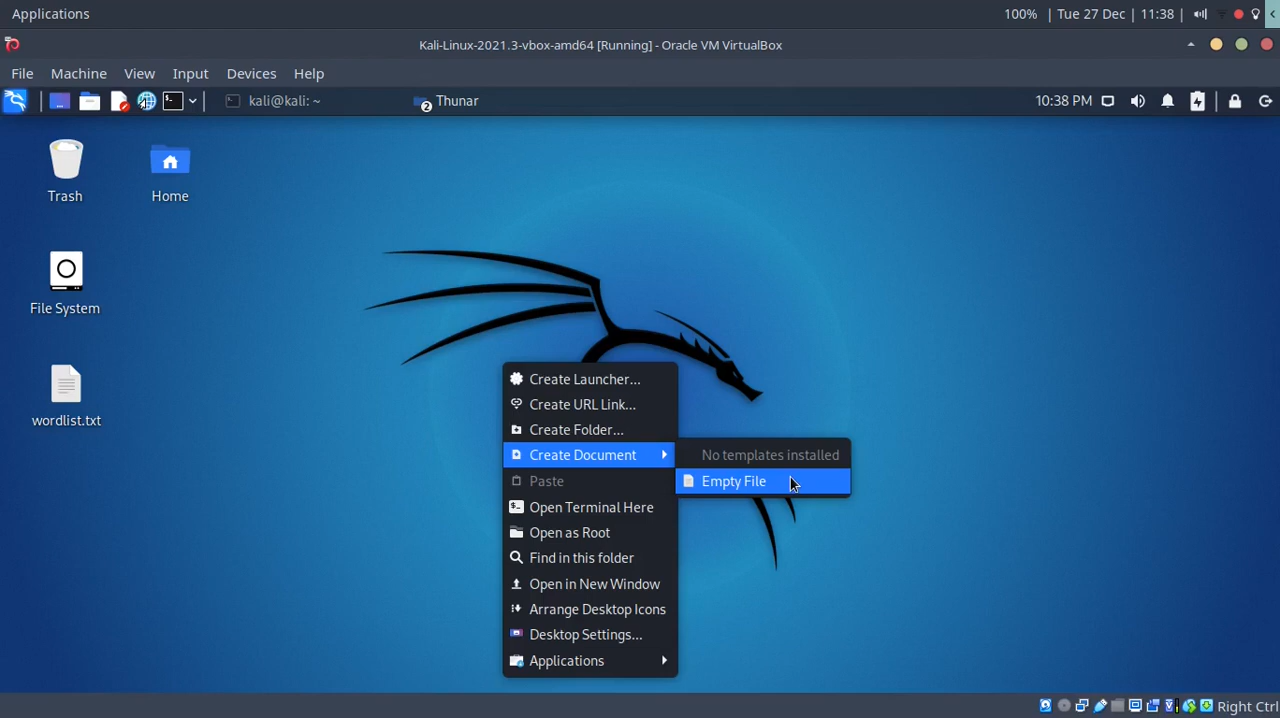 Applications
100% | Tue 27 Dec | 11:38 |
Kali-Linux-2021.3-vbox-amd64 [Running] - Oracle VM VirtualBox
File Machine View Input Devices Help
kali@kali: ~
2 Thunar
10:38 PM
Trash
Home
File System
wordlist.txt
Create Launcher...
Create URL Link...
Create Folder...
Create Document
No templates installed
Empty File
Paste
Open Terminal Here
Open as Root
Find in this folder
Open in New Window
Arrange Desktop Icons
Desktop Settings...
Applications
Right Ctrl